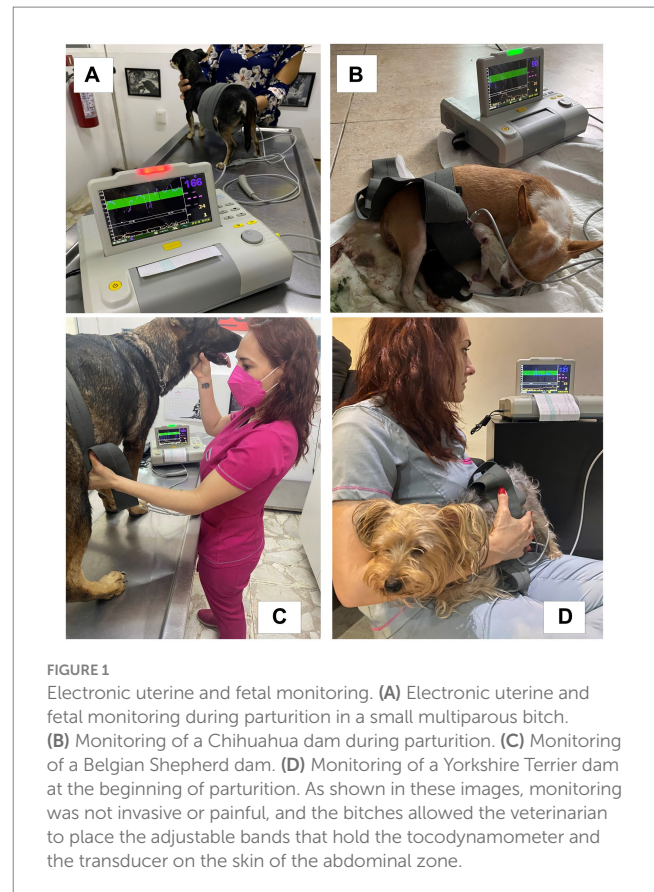 A
166
24
1
B
C
121
D
FIGURE 1
Electronic uterine and fetal monitoring. (A) Electronic uterine and
fetal monitoring during parturition in a small multiparous bitch.
(B) Monitoring of a Chihuahua dam during parturition. (C) Monitoring
of a Belgian Shepherd dam. (D) Monitoring of a Yorkshire Terrier dam
at the beginning of parturition. As shown in these images, monitoring
was not invasive or painful, and the bitches allowed the veterinarian
to place the adjustable bands that hold the tocodynamometer and
the transducer on the skin of the abdominal zone.